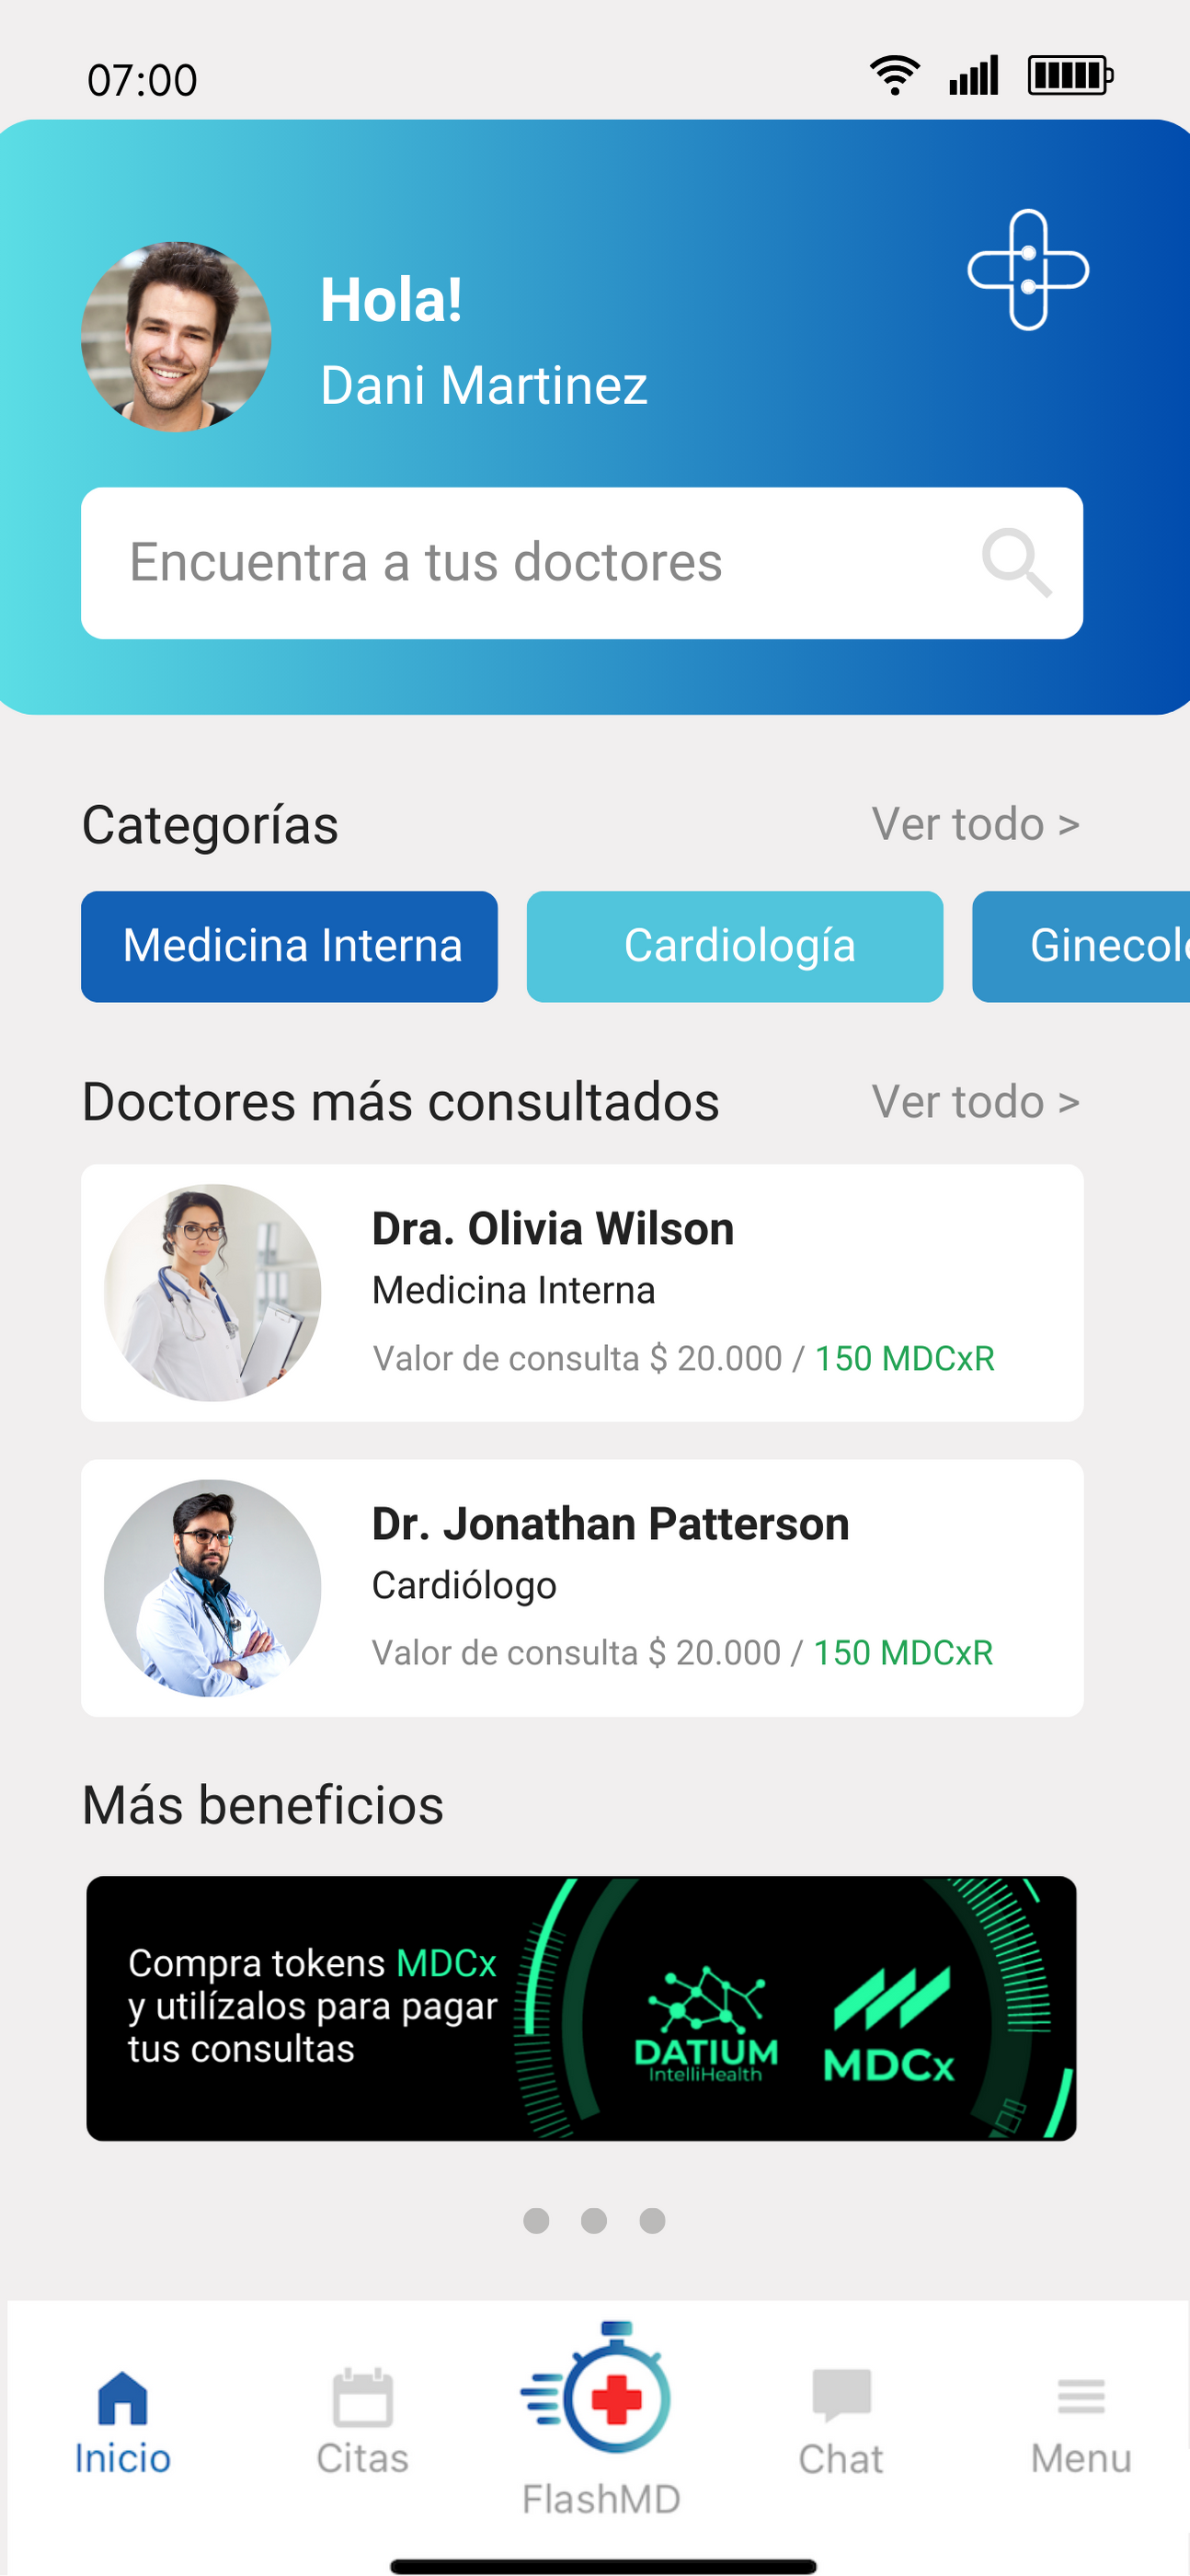 07:00
Hola!
Dani Martinez
Encuentra a tus doctores
Categorías
Ver todo >
Medicina Interna
Cardiología
Ginecolo
Doctores más consultados
Ver todo >
Dra. Olivia Wilson
Medicina Interna
Valor de consulta $ 20.000 / 150 MDCxR
Dr. Jonathan Patterson
Cardiólogo
Valor de consulta $ 20.000 / 150 MDCxR
Más beneficios
Compra tokens MDCx
y utilízalos para pagar
tus consultas
DATIUM
IntelliHealth
MDCx
Inicio
Citas
FlashMD
Chat
Menu